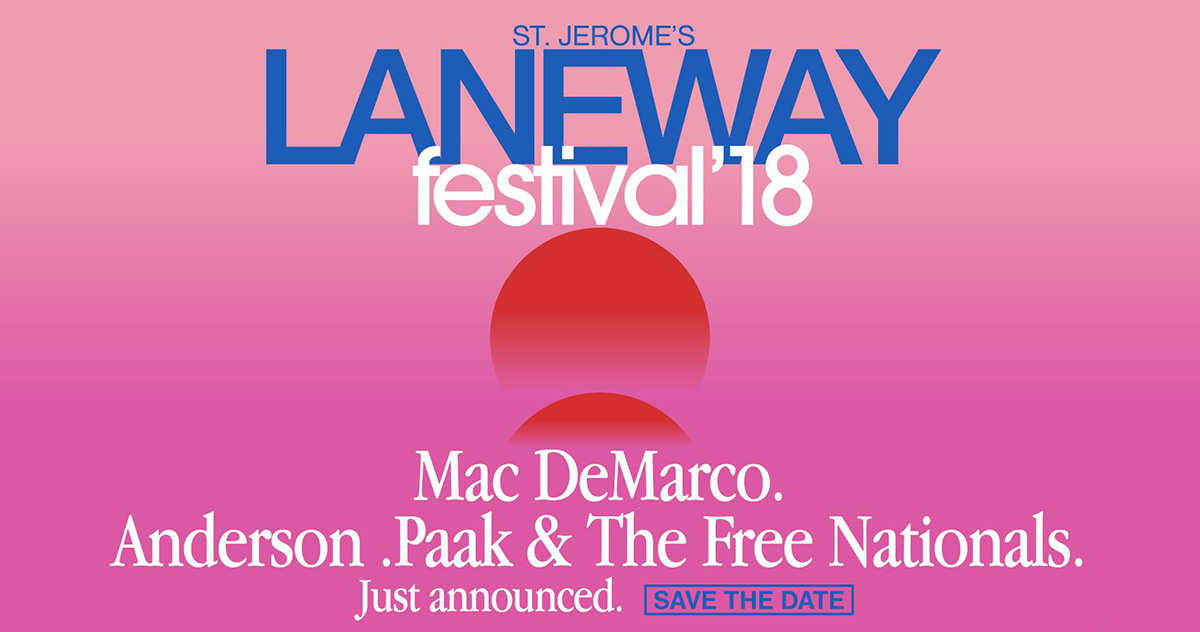 ST. JEROME'S
LANEWAY
festival'18
Mac DeMarco.
Anderson .Paak & The Free Nationals.
Just announced. SAVE THE DATE